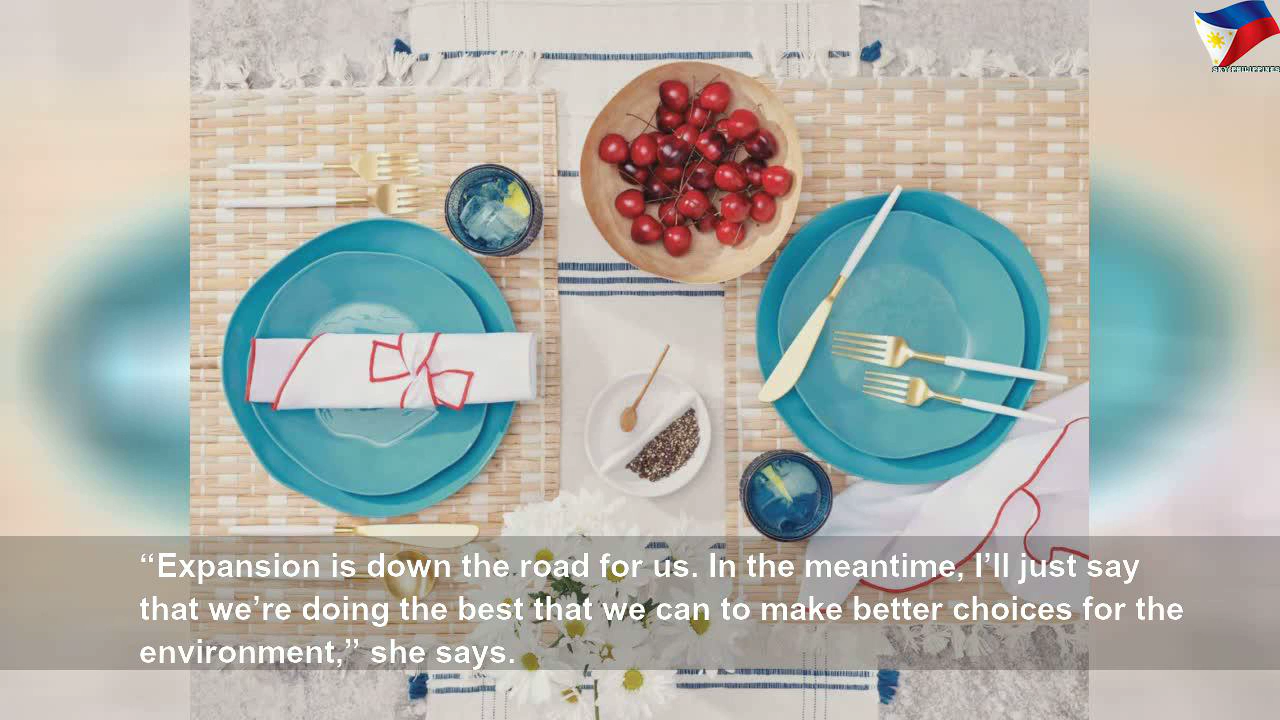 SKYPHILIPPINES
“Expansion is down the road for us. In the meantime, I’ll just say
that we’re doing the best that we can to make better choices for the
environment,” she says.